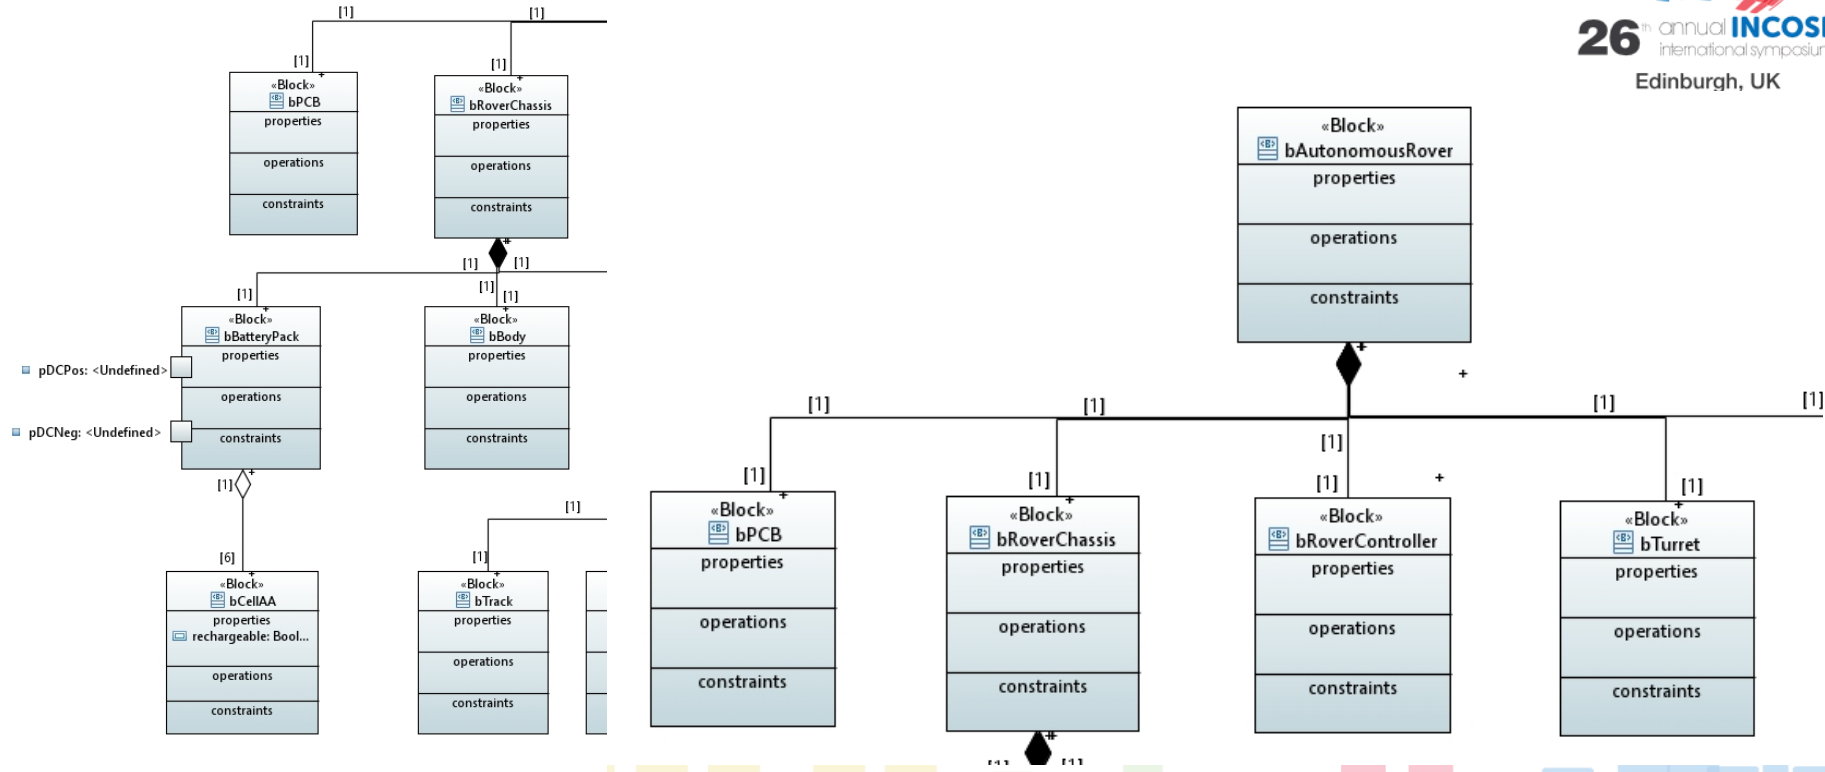 [1]
[1]
[1]
[1]
«Block»
bPCB
properties
operations
constraints
«Block»
bRoverChassis
properties
operations
constraints
[1]
[1]
[1]
[1]
[1]
«Block»
bBatteryPack
properties
operations
constraints
pDCPos: <Undefined>
pDCNeg: <Undefined>
«Block»
bBody
properties
operations
constraints
[1]
[6]
«Block»
bCellAA
properties
rechargeable: Bool...
operations
constraints
[1]
[1]
«Block»
bTrack
properties
operations
constraints
26th annual INCOSE
international symposium
Edinburgh, UK
«Block»
bAutonomousRover
properties
operations
constraints
[1]
[1]
[1]
[1]
[1]
[1]
[1]
[1]
[1]
«Block»
bPCB
properties
operations
constraints
«Block»
bRoverChassis
properties
operations
constraints
«Block»
bRoverController
properties
operations
constraints
«Block»
bTurret
properties
operations
constraints
[1]
[1]